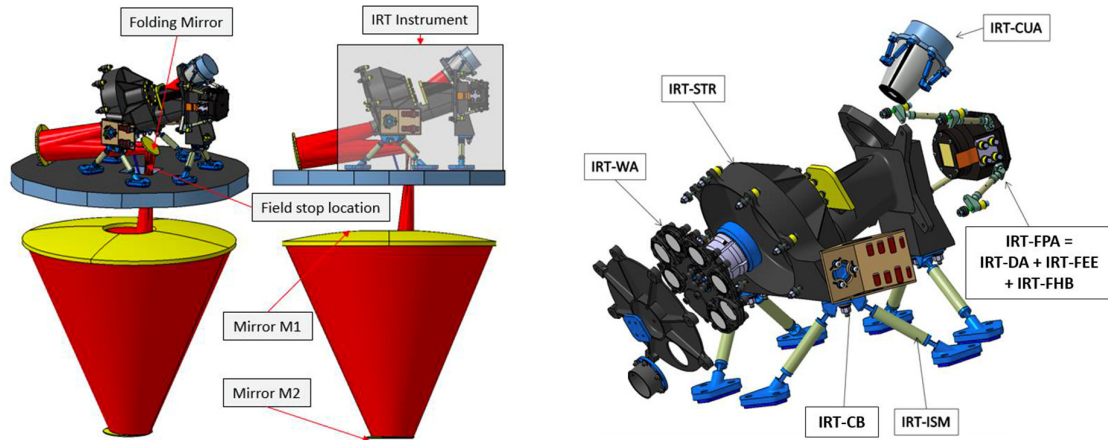 Folding Mirror
IRT Instrument
Field stop location
Mirror M1
Mirror M2
IRT-CUA
IRT-STR
IRT-WA
IRT-FPA =
IRT-DA + IRT-FEE
+ IRT-FHB
IRT-CB
IRT-ISM